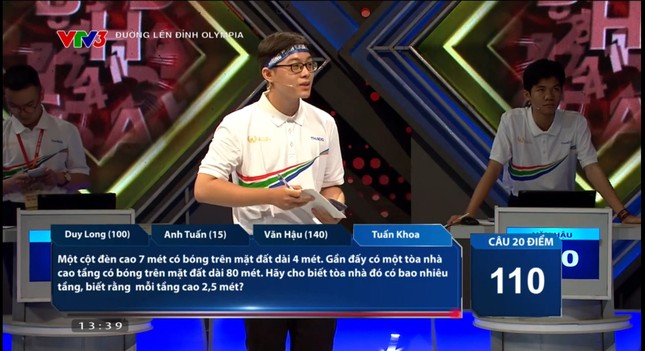 VTV3 ĐƯỜNG LÊN ĐỈNH OLYMPIA
Duy Long (100) Anh Tuấn (15) Văn Hậu (140) Tuấn Khoa
Một cột đèn cao 7 mét có bóng trên mặt đất dài 4 mét. Gần đấy có một tòa nhà
cao tầng có bóng trên mặt đất dài 80 mét. Hãy cho biết tòa nhà đó có bao nhiêu
tầng, biết rằng mỗi tầng cao 2,5 mét?
CÂU 20 ĐIỂM
110
13:39